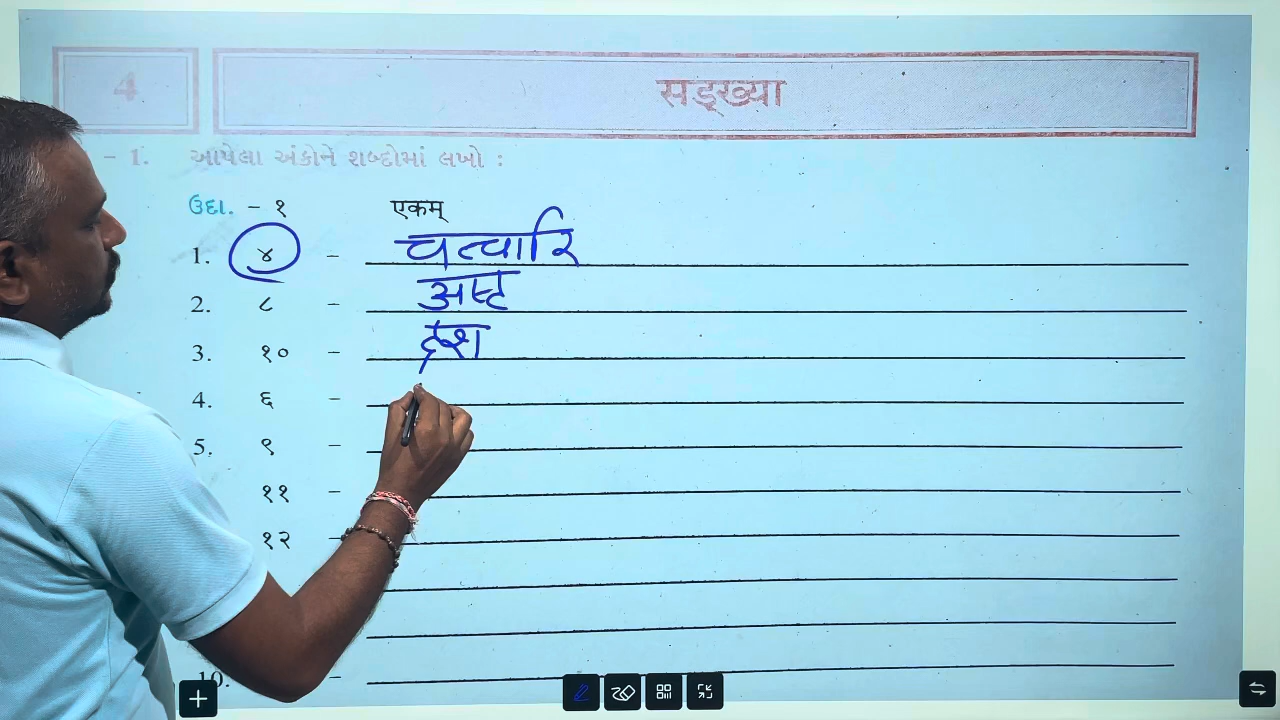 4
सङ्ख्या
- 1. આપેલા અંકોને શબ્દોમાં લખો :
ઉદા. - १ एकम्
1. ४ - चत्वारि
2. ८ - अष्ट
3. १० - दश
4. ६ -
5. ९ -
११ -
१२ -
10. -